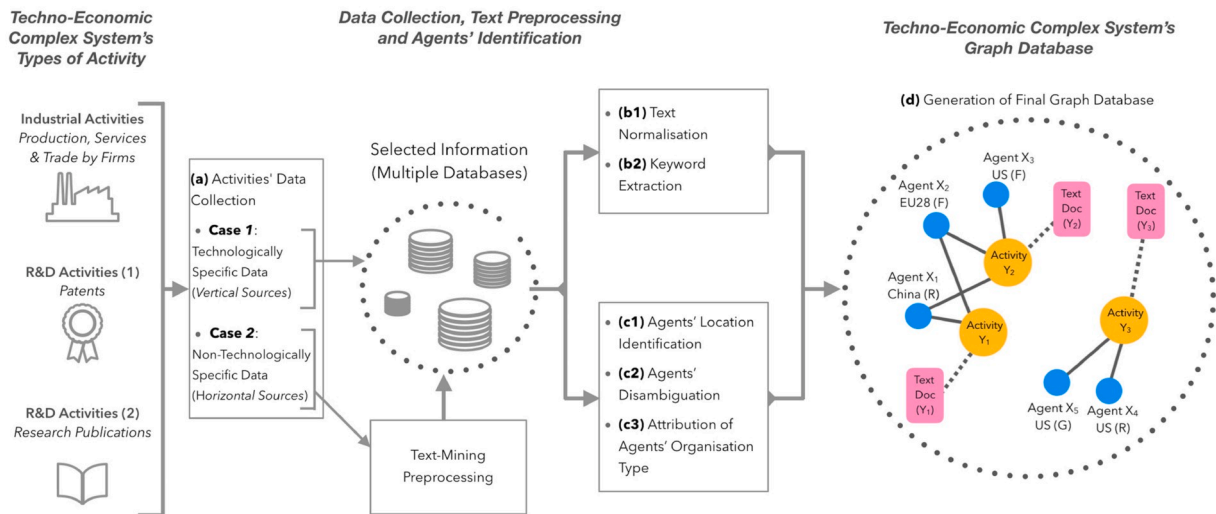 Techno-Economic
Complex System's
Types of Activity
Data Collection, Text Preprocessing
and Agents' Identification
Techno-Economic Complex System's
Graph Database
Industrial Activities
Production, Services
& Trade by Firms
R&D Activities (1)
Patents
R&D Activities (2)
Research Publications
(a) Activities' Data
Collection
• Case 1:
Technologically
Specific Data
(Vertical Sources)
• Case 2:
Non-Technologically
Specific Data
(Horizontal Sources)
Selected Information
(Multiple Databases)
Text-Mining
Preprocessing
• (b1) Text
Normalisation
• (b2) Keyword
Extraction
• (c1) Agents' Location
Identification
• (c2) Agents'
Disambiguation
• (c3) Attribution of
Agents' Organisation
Type
(d) Generation of Final Graph Database
Agent X₃
US (F)
Agent X₂
EU28 (F)
Text
Doc
(Y₂)
Text
Doc
(Y₃)
Activity
Y₂
Agent X₁
China (R)
Activity
Y₁
Activity
Y₃
Text
Doc
(Y₁)
Agent X₅
US (G)
Agent X₄
US (R)